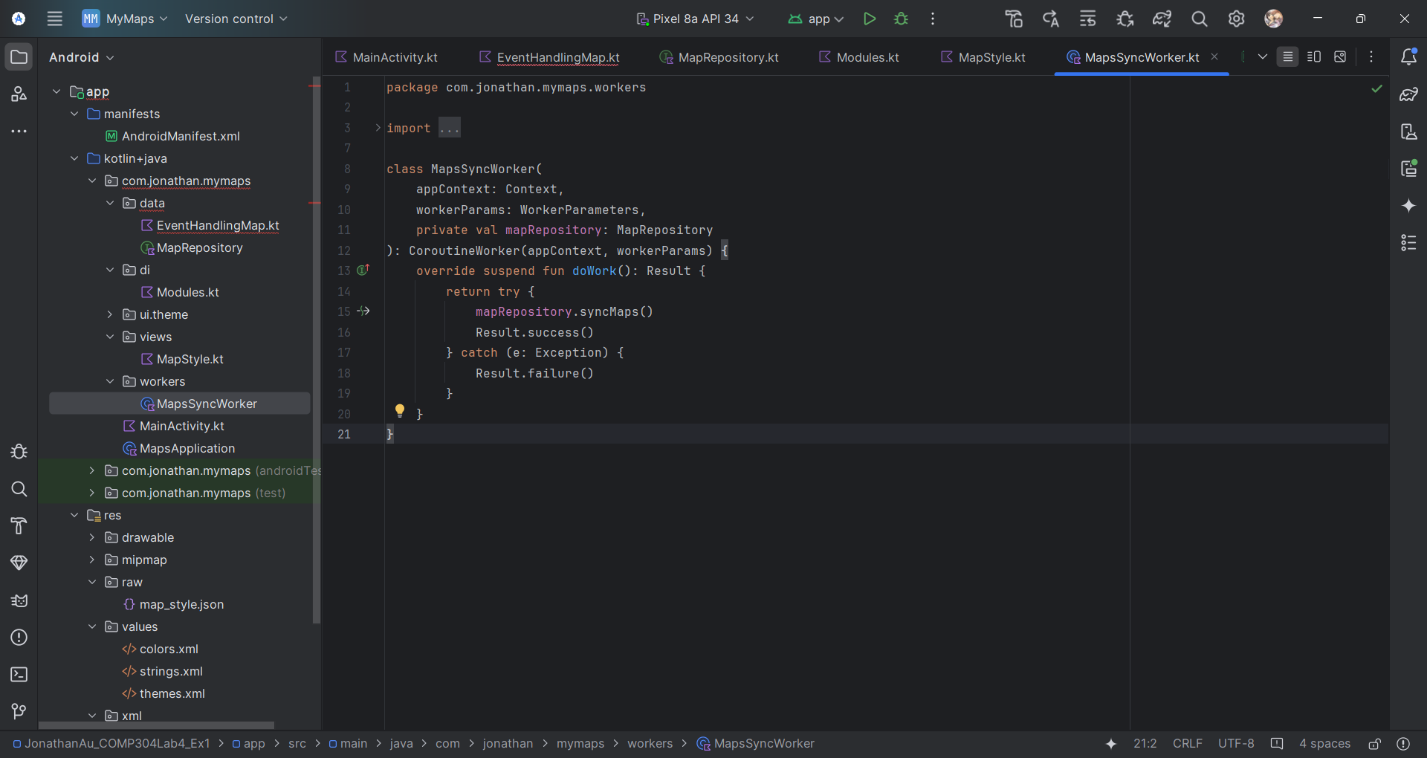 MM MyMaps Version control Pixel 8a API 34 app
Android
MainActivity.kt EventHandlingMap.kt MapRepository.kt Modules.kt MapStyle.kt MapsSyncWorker.kt
app
manifests
AndroidManifest.xml
kotlin+java
com.jonathan.mymaps
data
EventHandlingMap.kt
MapRepository
di
Modules.kt
ui.theme
views
MapStyle.kt
workers
MapsSyncWorker
MainActivity.kt
MapsApplication
com.jonathan.mymaps (androidTes
com.jonathan.mymaps (test)
res
drawable
mipmap
raw
map_style.json
values
colors.xml
strings.xml
themes.xml
xml
1 package com.jonathan.mymaps.workers
2
3 import ...
7
8 class MapsSyncWorker(
9 appContext: Context,
10 workerParams: WorkerParameters,
11 private val mapRepository: MapRepository
12 ): CoroutineWorker(appContext, workerParams) {
13 override suspend fun doWork(): Result {
14 return try {
15 mapRepository.syncMaps()
16 Result.success()
17 } catch (e: Exception) {
18 Result.failure()
19 }
20 }
21 }
JonathanAu_COMP304Lab4_Ex1 > app > src > main > java > com > jonathan > mymaps > workers > MapsSyncWorker 21:2 CRLF UTF-8 4 spaces